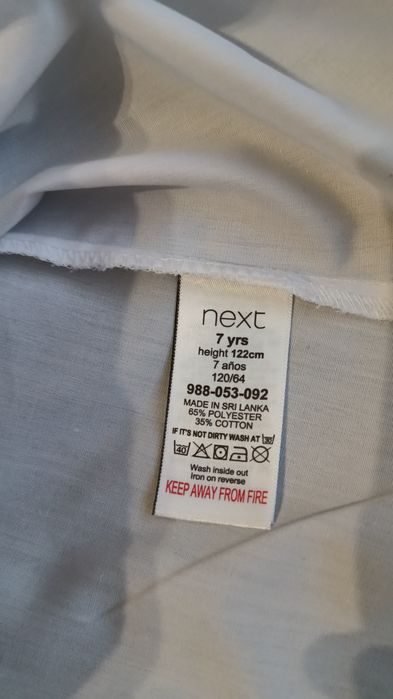 next
7 yrs
height 122cm
7 años
120/64
988-053-092
MADE IN SRI LANKA
65% POLYESTER
35% COTTON
IF IT'S NOT DIRTY WASH AT 30
40
Wash inside out
Iron on reverse
KEEP AWAY FROM FIRE